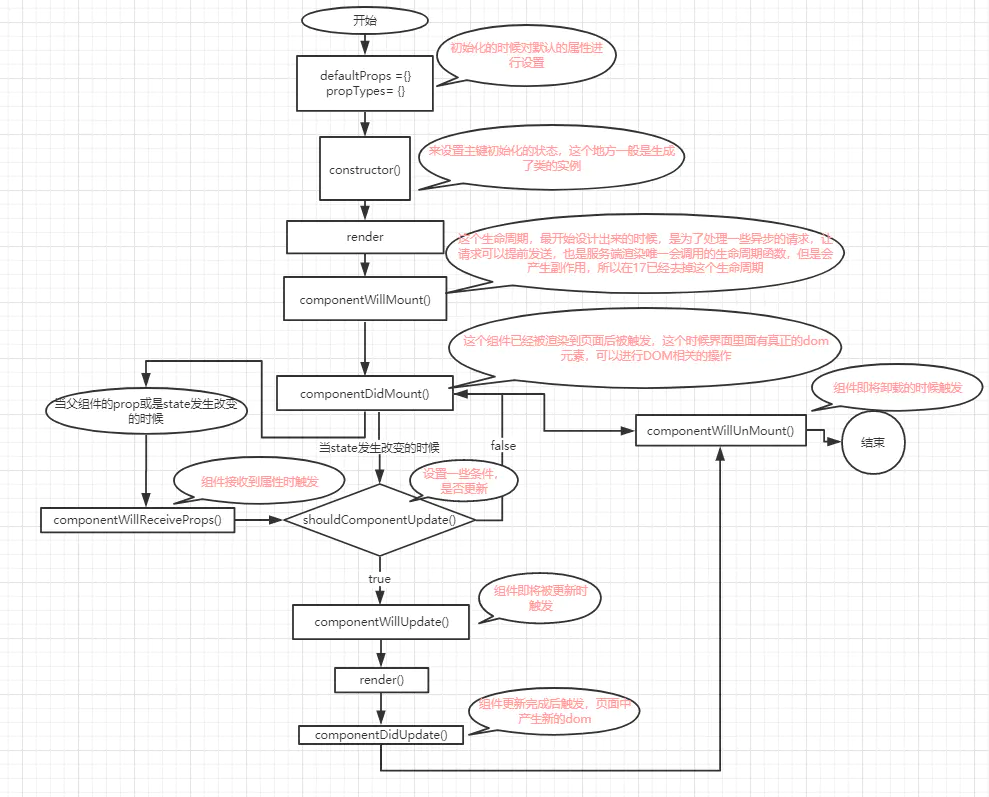 开始
初始化的时候对默认的属性进
行设置
defaultProps ={}
propTypes= {}
来设置主键初始化的状态，这个地方一般是生成
了类的实例
constructor()
render
这个生命周期，最开始设计出来的时候，是为了处理一些异步的请求，让
请求可以提前发送，也是服务端渲染唯一会调用的生命周期函数，但是会
产生副作用，所以在17已经去掉这个生命周期
componentWillMount()
这个组件已经被渲染到页面后被触发，这个时候界面里面有真正的dom
元素，可以进行DOM相关的操作
componentDidMount()
组件即将卸载的时候触发
当父组件的prop或是state发生改变
的时候
componentWillUnMount()
结束
当state发生改变的时候
false
组件接收到属性时触发
设置一些条件，
是否更新
componentWillReceiveProps()
shouldComponentUpdate()
true
组件即将被更新时
触发
componentWillUpdate()
render()
组件更新完成后触发，页面中
产生新的dom
componentDidUpdate()